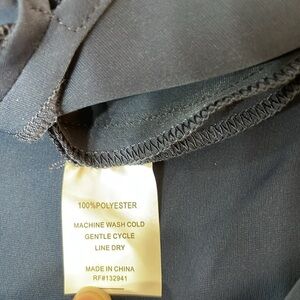 100%POLYESTER
MACHINE WASH COLD
GENTLE CYCLE
LINE DRY
MADE IN CHINA
RF#132941